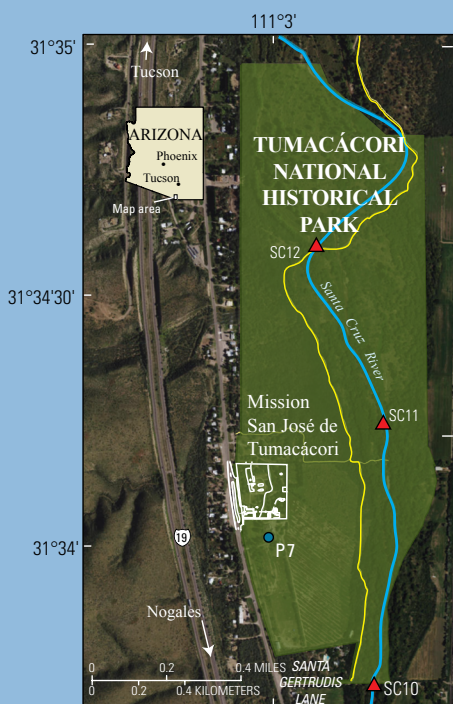 111°3'
31°35'
Tucson
ARIZONA
Phoenix
Tucson
Map area
TUMACÁCORI
NATIONAL
HISTORICAL
PARK
SC12
31°34'30"
Santa Cruz River
Mission
San José de
Tumacácori
SC11
31°34'
P7
19
Nogales
0 0.2 0.4 MILES
0 0.2 0.4 KILOMETERS
SANTA
GERTRUDIS
LANE
SC10